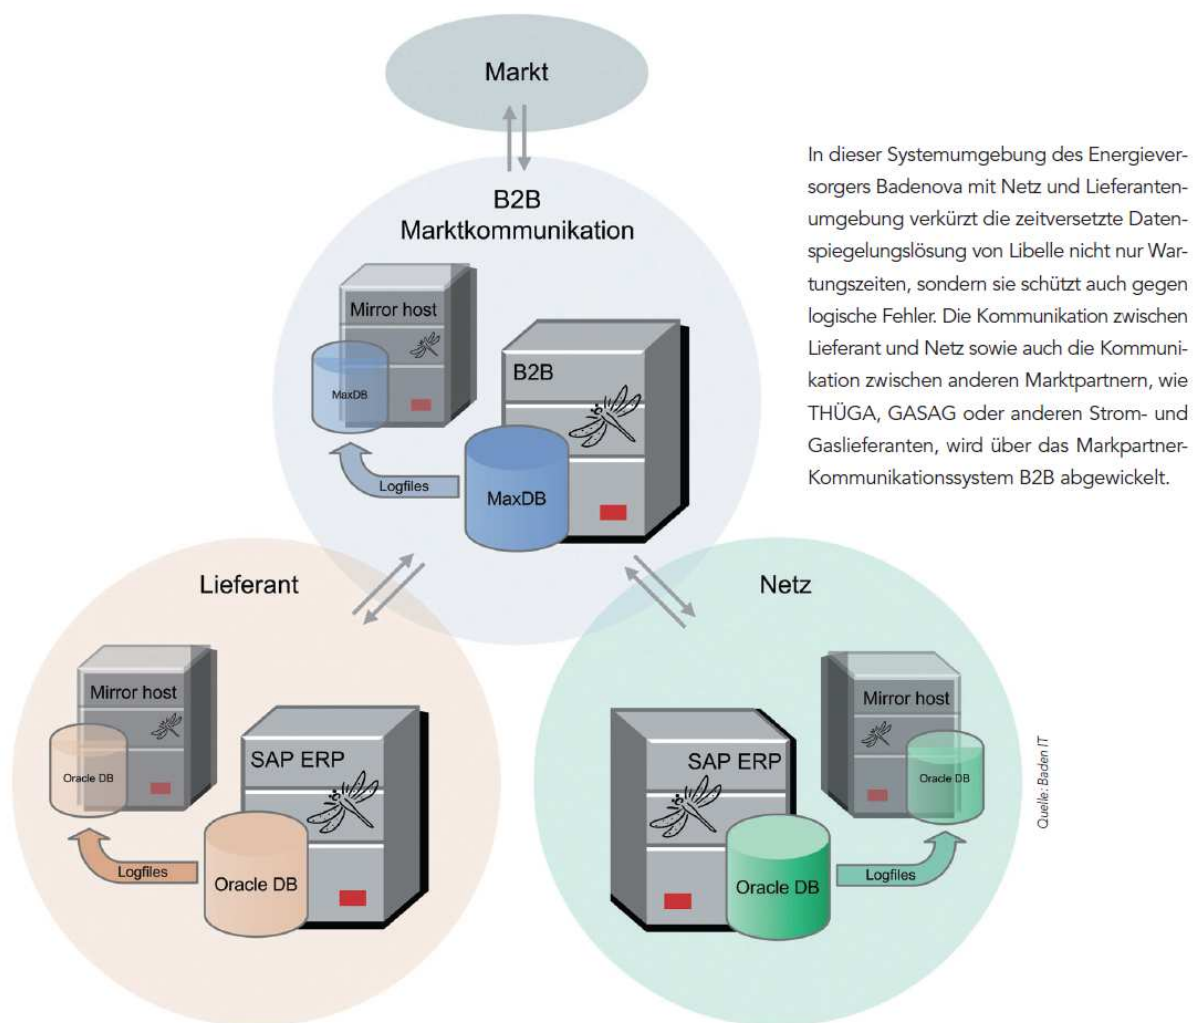 Markt
B2B
Marktkommunikation
Mirror host
MaxDB
Logfiles
B2B
MaxDB
In dieser Systemumgebung des Energiever-
sorgers Badenova mit Netz und Lieferanten-
umgebung verkürzt die zeitversetzte Daten-
spiegelungslösung von Libelle nicht nur War-
tungszeiten, sondern sie schützt auch gegen
logische Fehler. Die Kommunikation zwischen
Lieferant und Netz sowie auch die Kommuni-
kation zwischen anderen Marktpartnern, wie
THÜGA, GASAG oder anderen Strom- und
Gaslieferanten, wird über das Markpartner-
Kommunikationssystem B2B abgewickelt.
Lieferant
Mirror host
Oracle DB
Logfiles
SAP ERP
Oracle DB
Netz
SAP ERP
Oracle DB
Mirror host
Oracle DB
Logfiles
Quelle: Baden IT